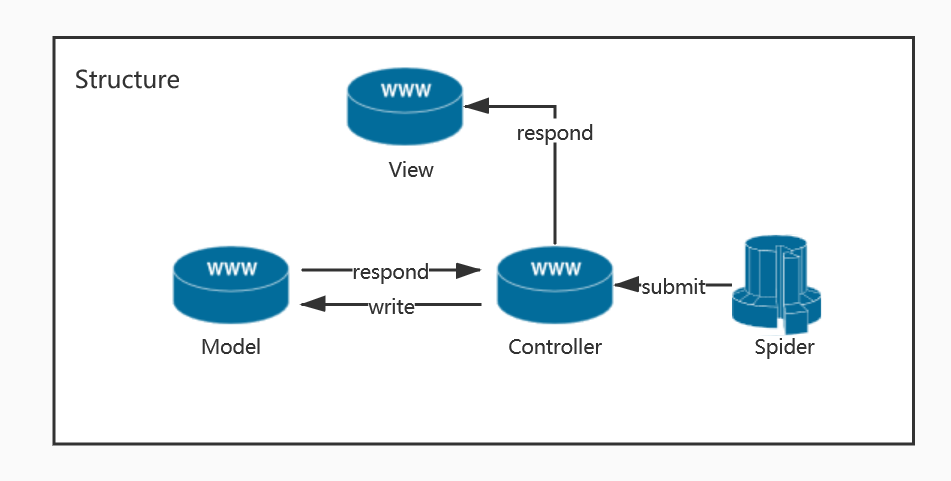 Structure
WWW
respond
View
WWW
respond
write
Model
WWW
Controller
submit
Spider